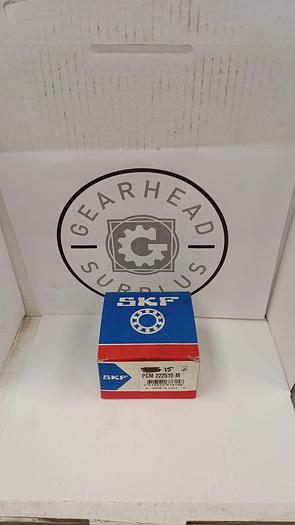 GEARHEAD
G
SURPLUS
SKF
SKF
15
PCM 222515 M